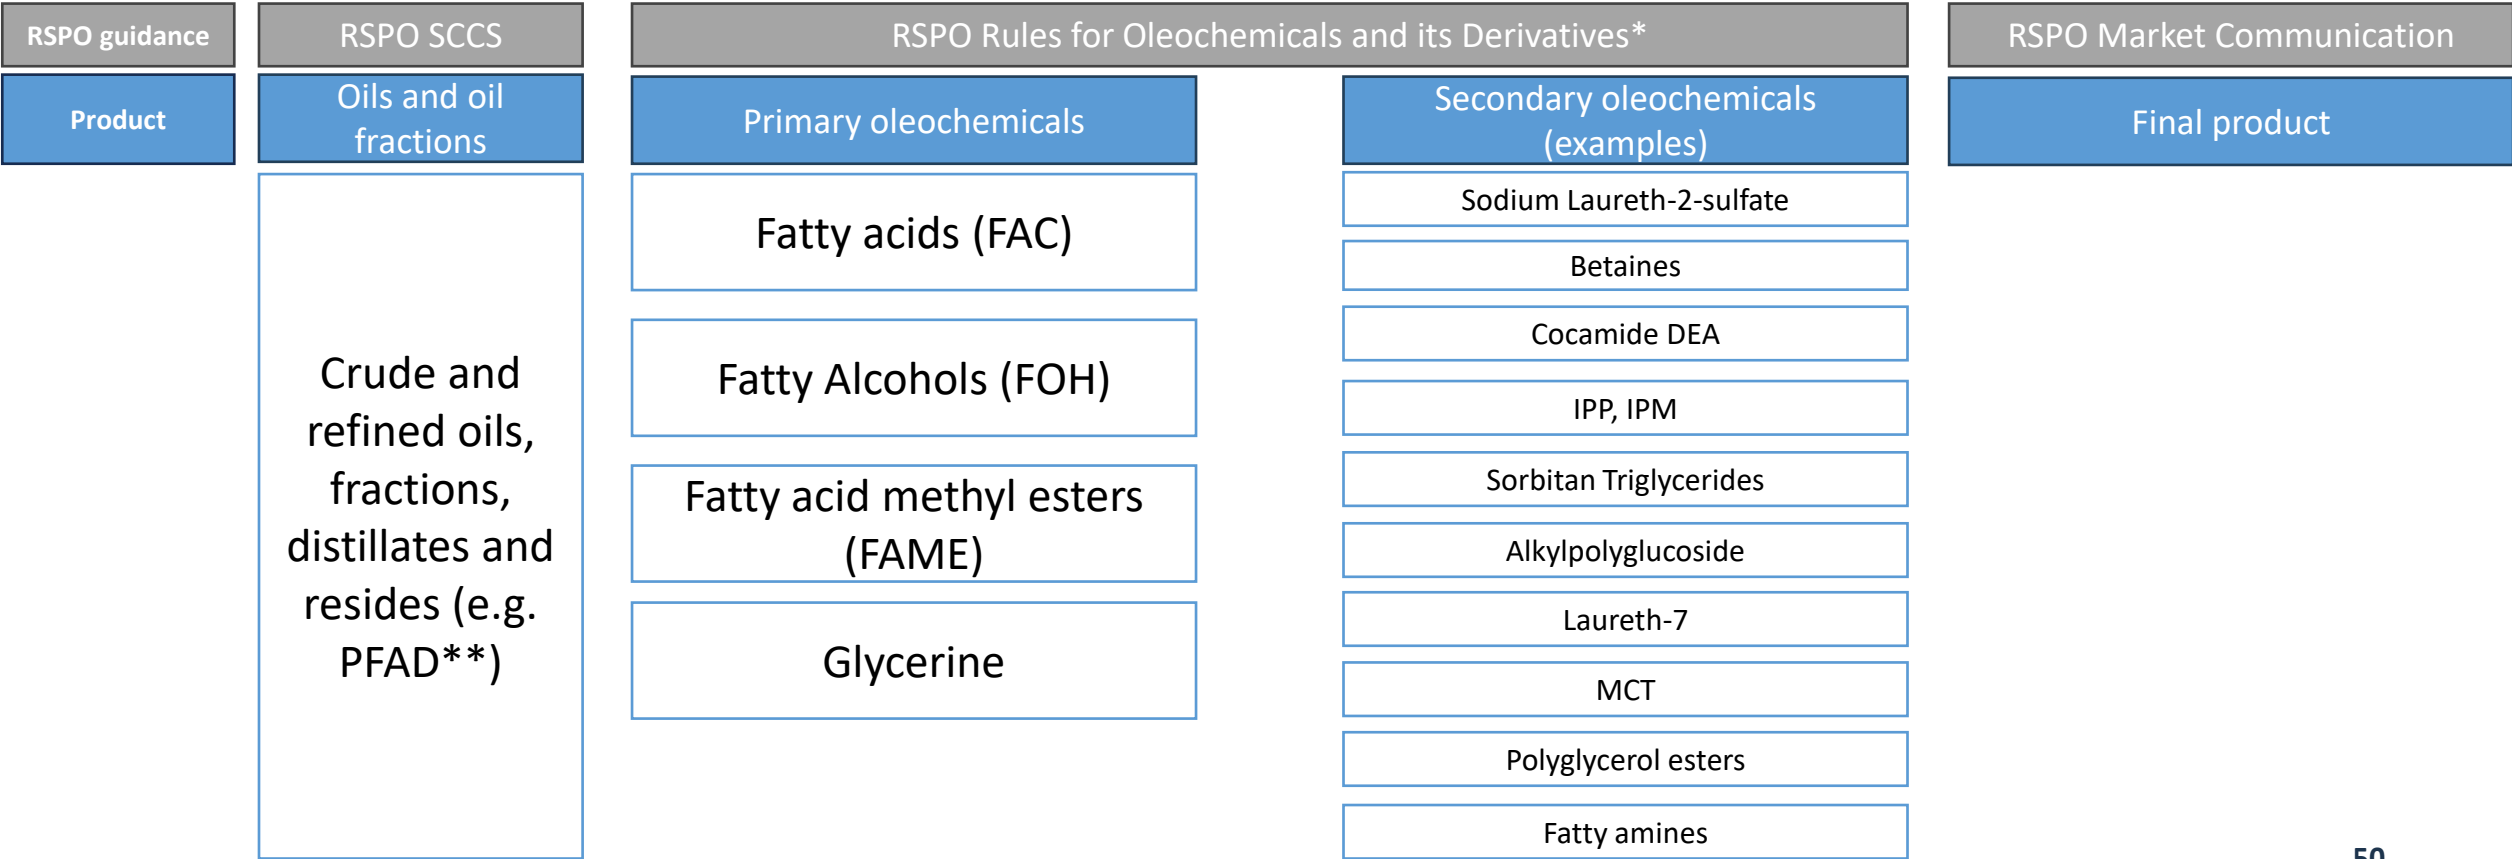 RSPO guidance
RSPO SCCS
RSPO Rules for Oleochemicals and its Derivatives*
RSPO Market Communication
Product
Oils and oil
fractions
Primary oleochemicals
Secondary oleochemicals
(examples)
Final product
Crude and
refined oils,
fractions,
distillates and
resides (e.g.
PFAD**)
Fatty acids (FAC)
Fatty Alcohols (FOH)
Fatty acid methyl esters
(FAME)
Glycerine
Sodium Laureth-2-sulfate
Betaines
Cocamide DEA
IPP, IPM
Sorbitan Triglycerides
Alkylpolyglucoside
Laureth-7
MCT
Polyglycerol esters
Fatty amines
50